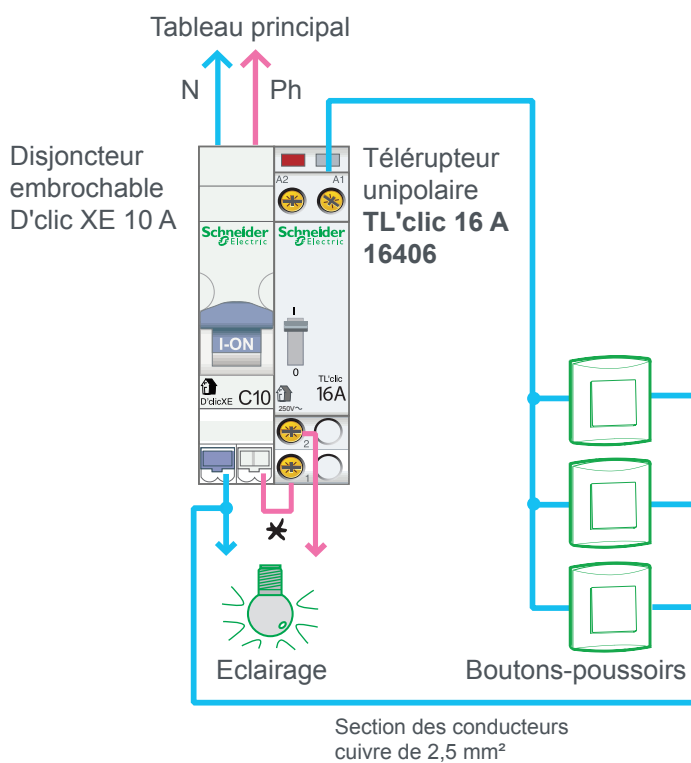 Tableau principal
N
Ph
Disjoncteur
embrochable
D'clic XE 10 A
Télérupteur
unipolaire
TL'clic 16 A
16406
A2
A1
Schneider
Electric
Schneider
Electric
I
I-ON
0
D'clicXE
C10
TL'clic
16A
250V~
2
1
Eclairage
Boutons-poussoirs
Section des conducteurs
cuivre de 2,5 mm²